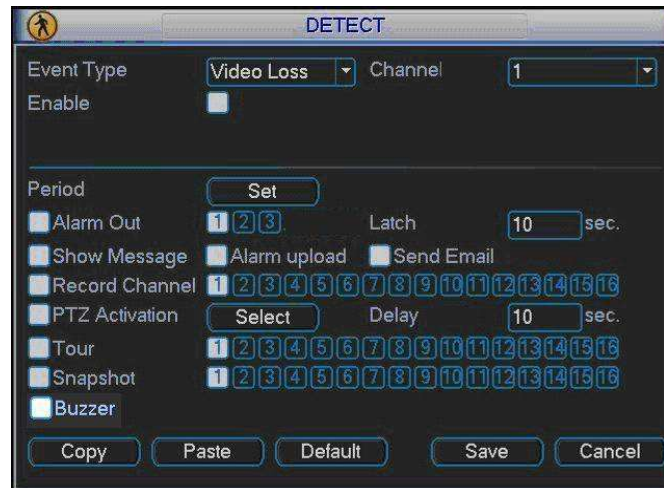 DETECT
Event Type Video Loss Channel 1
Enable
Period Set
Alarm Out 1 2 3 Latch 10 sec.
Show Message Alarm upload Send Email
Record Channel 1 2 3 4 5 6 7 8 9 10 11 12 13 14 15 16
PTZ Activation Select Delay 10 sec.
Tour 1 2 3 4 5 6 7 8 9 10 11 12 13 14 15 16
Snapshot 1 2 3 4 5 6 7 8 9 10 11 12 13 14 15 16
Buzzer
Copy Paste Default Save Cancel